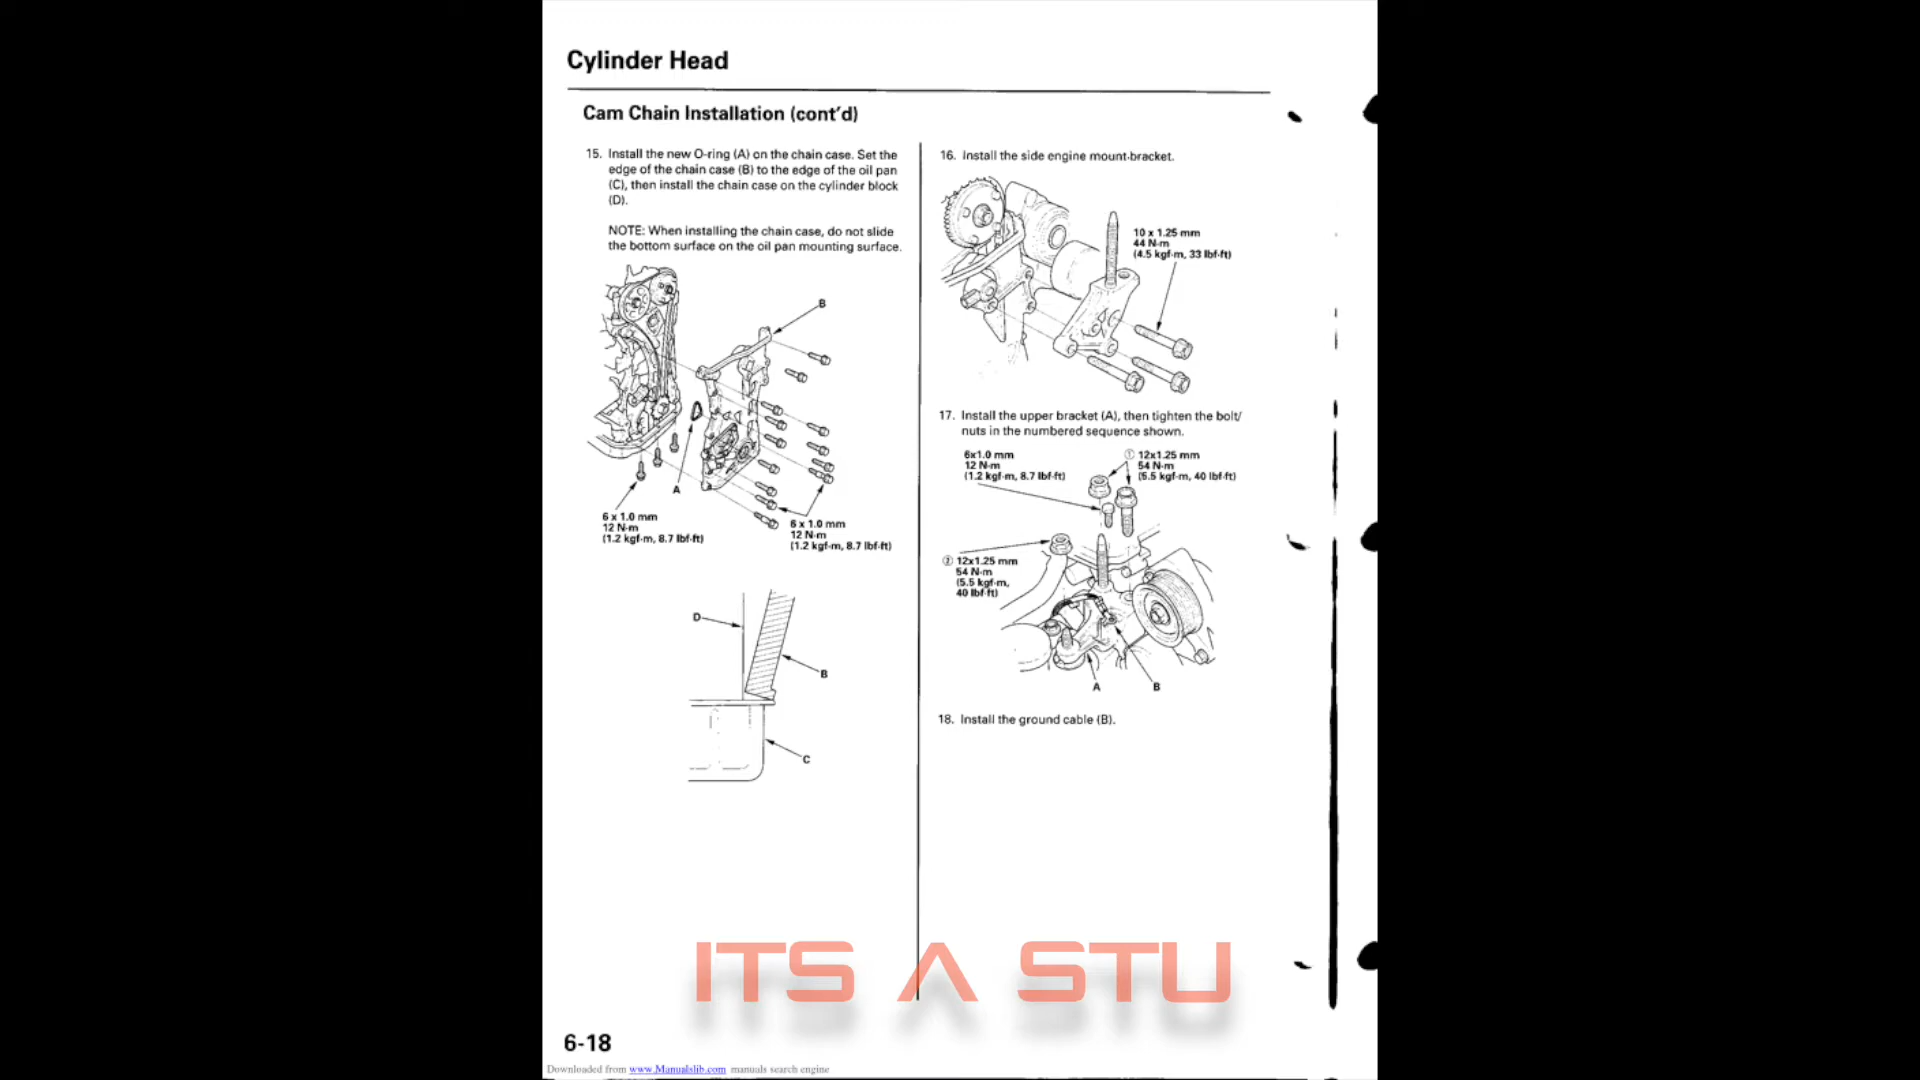 Cylinder Head
Cam Chain Installation (cont'd)
15. Install the new O-ring (A) on the chain case. Set the
edge of the chain case (B) to the edge of the oil pan
(C), then install the chain case on the cylinder block
(D).
NOTE: When installing the chain case, do not slide
the bottom surface on the oil pan mounting surface.
B
A
6 x 1.0 mm
12 N·m
(1.2 kgf·m, 8.7 lbf·ft)
6 x 1.0 mm
12 N·m
(1.2 kgf·m, 8.7 lbf·ft)
D
B
C
16. Install the side engine mount-bracket.
10 x 1.25 mm
44 N·m
(4.5 kgf·m, 33 lbf·ft)
17. Install the upper bracket (A), then tighten the bolt/
nuts in the numbered sequence shown.
6x1.0 mm
12 N·m
(1.2 kgf·m, 8.7 lbf·ft)
① 12x1.25 mm
54 N·m
(5.5 kgf·m, 40 lbf·ft)
② 12x1.25 mm
54 N·m
(5.5 kgf·m,
40 lbf·ft)
A
B
18. Install the ground cable (B).
ITS A STU
6-18
Downloaded from www.Manualslib.com manuals search engine